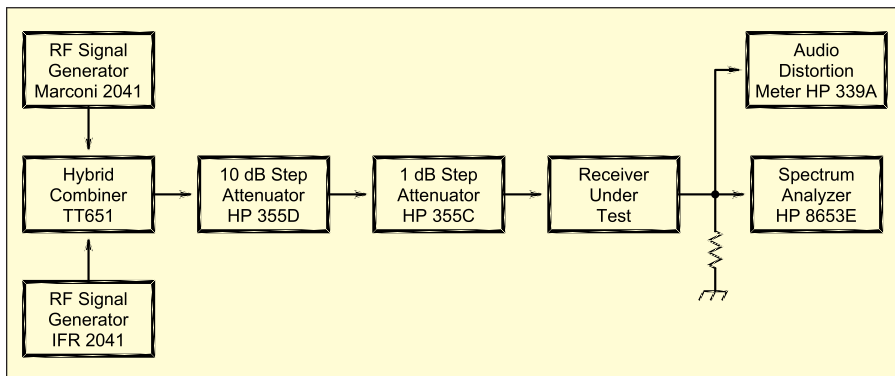 RF Signal
Generator
Marconi 2041
Hybrid
Combiner
TT651
RF Signal
Generator
IFR 2041
10 dB Step
Attenuator
HP 355D
1 dB Step
Attenuator
HP 355C
Receiver
Under
Test
Audio
Distortion
Meter HP 339A
Spectrum
Analyzer
HP 8653E